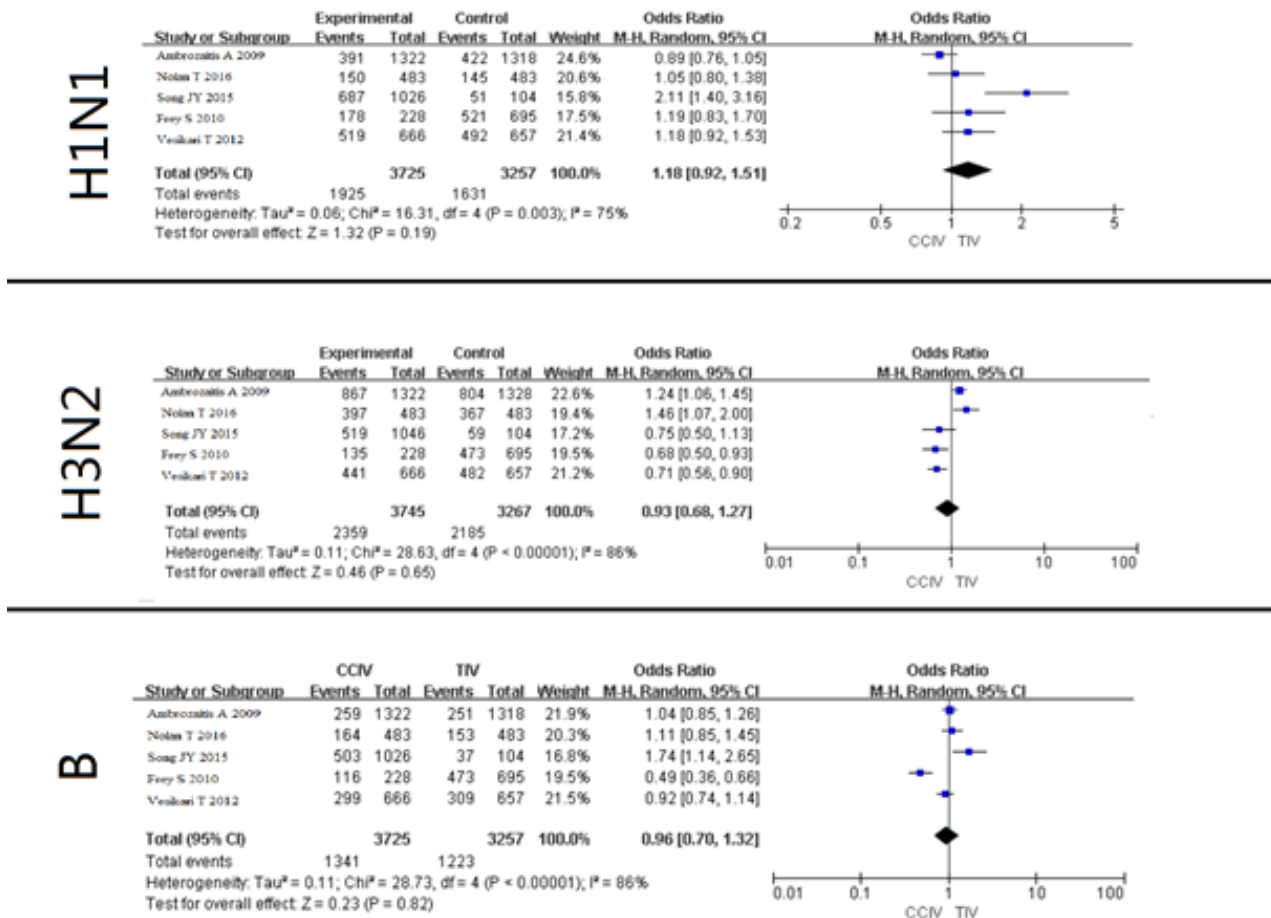 H1N1
Experimental Control Odds Ratio Odds Ratio
Study or Subgroup Events Total Events Total Weight M-H, Random, 95% CI M-H, Random, 95% CI
Ambrozaitis A 2009 391 1322 422 1318 24.6% 0.89 [0.76, 1.05]
Nolan T 2016 150 483 145 483 20.6% 1.05 [0.80, 1.38]
Song JY 2015 687 1026 51 104 15.8% 2.11 [1.40, 3.16]
Frey S 2010 178 228 521 695 17.5% 1.19 [0.83, 1.70]
Vesikari T 2012 519 666 492 657 21.4% 1.18 [0.92, 1.53]
Total (95% CI) 3725 3257 100.0% 1.18 [0.92, 1.51]
Total events 1925 1631
Heterogeneity: Tau² = 0.06; Chi² = 16.31, df = 4 (P = 0.003); I² = 75%
Test for overall effect: Z = 1.32 (P = 0.19)
0.2 0.5 1 2 5
CCIV TIV
H3N2
Experimental Control Odds Ratio Odds Ratio
Study or Subgroup Events Total Events Total Weight M-H, Random, 95% CI M-H, Random, 95% CI
Ambrozaitis A 2009 867 1322 804 1328 22.6% 1.24 [1.06, 1.45]
Nolan T 2016 397 483 367 483 19.4% 1.46 [1.07, 2.00]
Song JY 2015 519 1046 59 104 17.2% 0.75 [0.50, 1.13]
Frey S 2010 135 228 473 695 19.5% 0.68 [0.50, 0.93]
Vesikari T 2012 441 666 482 657 21.2% 0.71 [0.56, 0.90]
Total (95% CI) 3745 3267 100.0% 0.93 [0.68, 1.27]
Total events 2359 2185
Heterogeneity: Tau² = 0.11; Chi² = 28.63, df = 4 (P < 0.00001); I² = 86%
Test for overall effect: Z = 0.46 (P = 0.65)
0.01 0.1 1 10 100
CCIV TIV
B
CCIV TIV Odds Ratio Odds Ratio
Study or Subgroup Events Total Events Total Weight M-H, Random, 95% CI M-H, Random, 95% CI
Ambrozaitis A 2009 259 1322 251 1318 21.9% 1.04 [0.85, 1.26]
Nolan T 2016 164 483 153 483 20.3% 1.11 [0.85, 1.45]
Song JY 2015 503 1026 37 104 16.8% 1.74 [1.14, 2.65]
Frey S 2010 116 228 473 695 19.5% 0.49 [0.36, 0.66]
Vesikari T 2012 299 666 309 657 21.5% 0.92 [0.74, 1.14]
Total (95% CI) 3725 3257 100.0% 0.96 [0.70, 1.32]
Total events 1341 1223
Heterogeneity: Tau² = 0.11; Chi² = 28.73, df = 4 (P < 0.00001); I² = 86%
Test for overall effect: Z = 0.23 (P = 0.82)
0.01 0.1 1 10 100
CCIV TIV